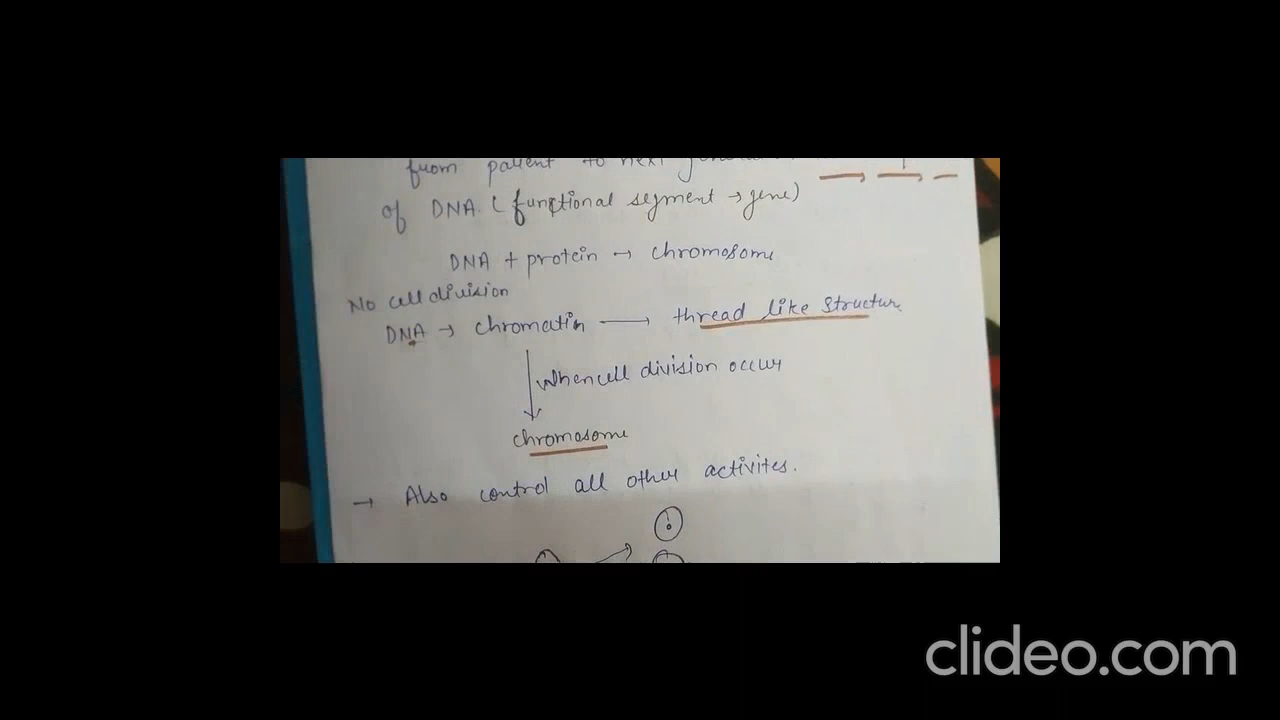 from parent to next
of DNA. (functional segment → gene)
DNA + protein → chromosome
No cell division
DNA → chromatin → thread like structur
When cell division occur
chromosome
→ Also control all other activites.
clideo.com